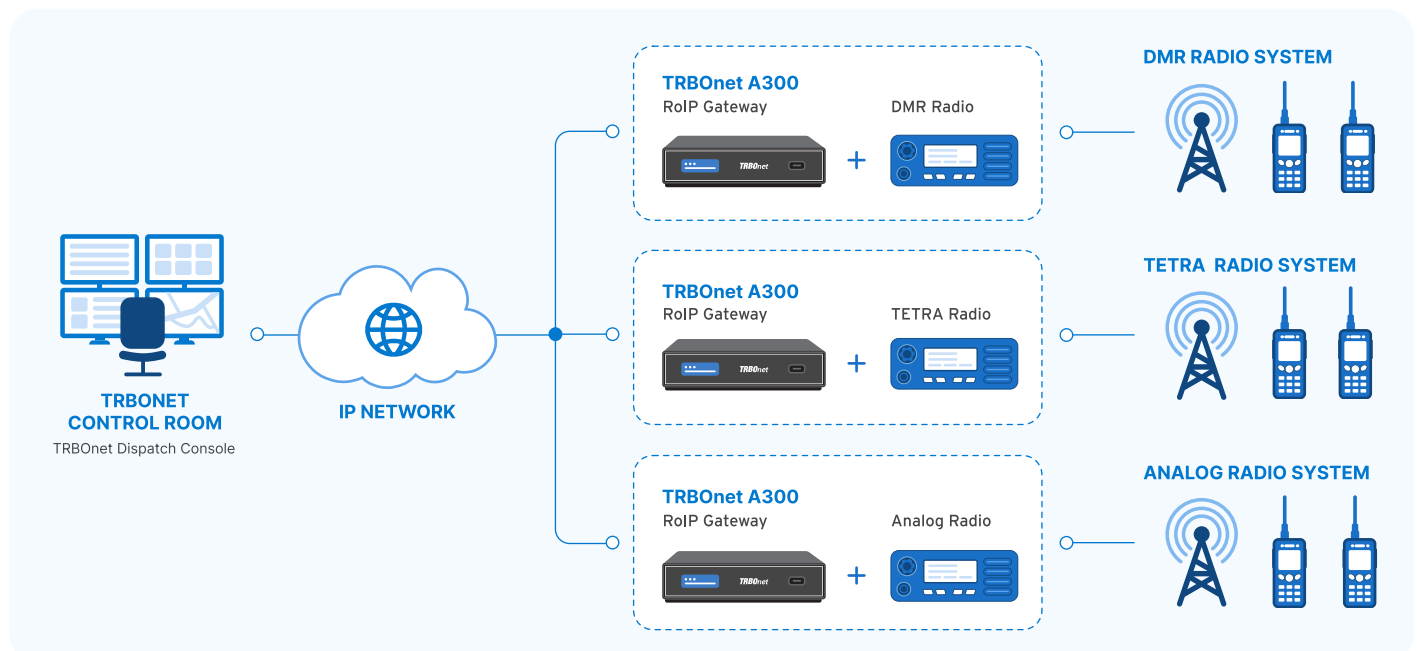 TRBOnet A300
RoIP Gateway
DMR Radio
TRBOnet
DMR RADIO SYSTEM
TRBONET
CONTROL ROOM
TRBOnet Dispatch Console
IP NETWORK
TRBOnet A300
RoIP Gateway
TETRA Radio
TRBOnet
TETRA RADIO SYSTEM
TRBOnet A300
RoIP Gateway
Analog Radio
TRBOnet
ANALOG RADIO SYSTEM